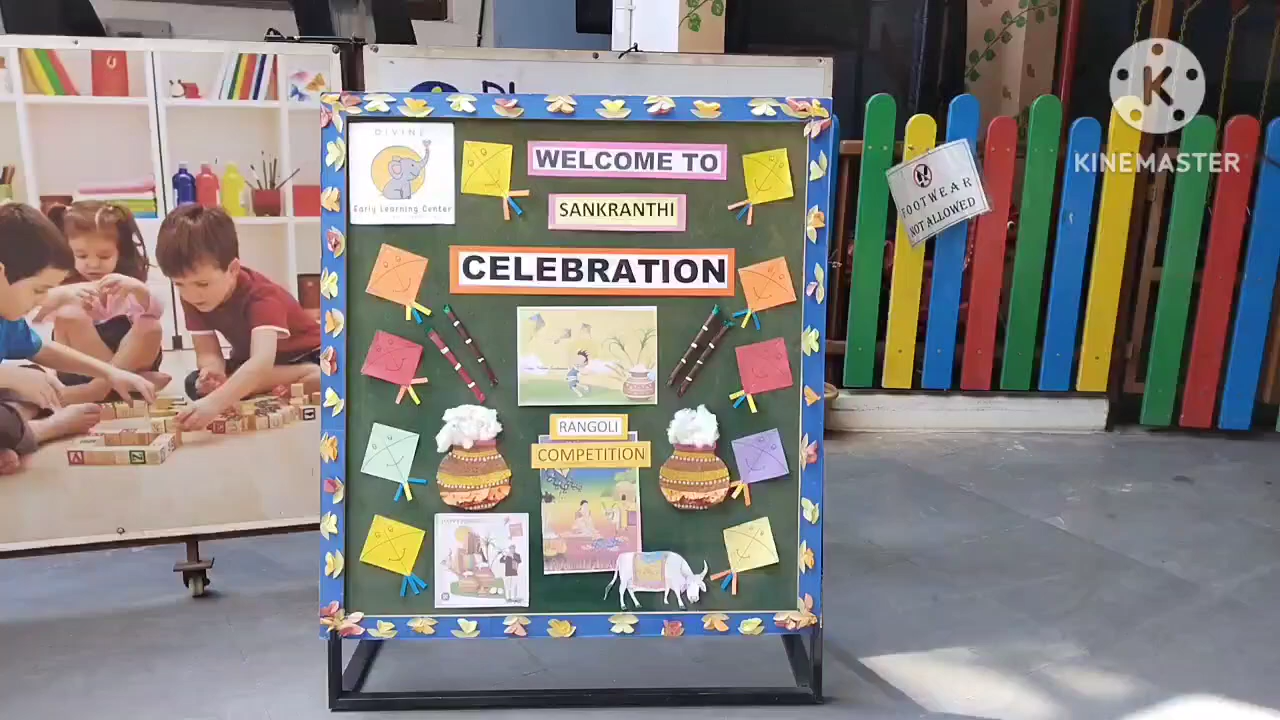 DIVINE
Early Learning Center
WELCOME TO
SANKRANTHI
CELEBRATION
RANGOLI
COMPETITION
FOOTWEAR
NOT ALLOWED
KINEMASTER